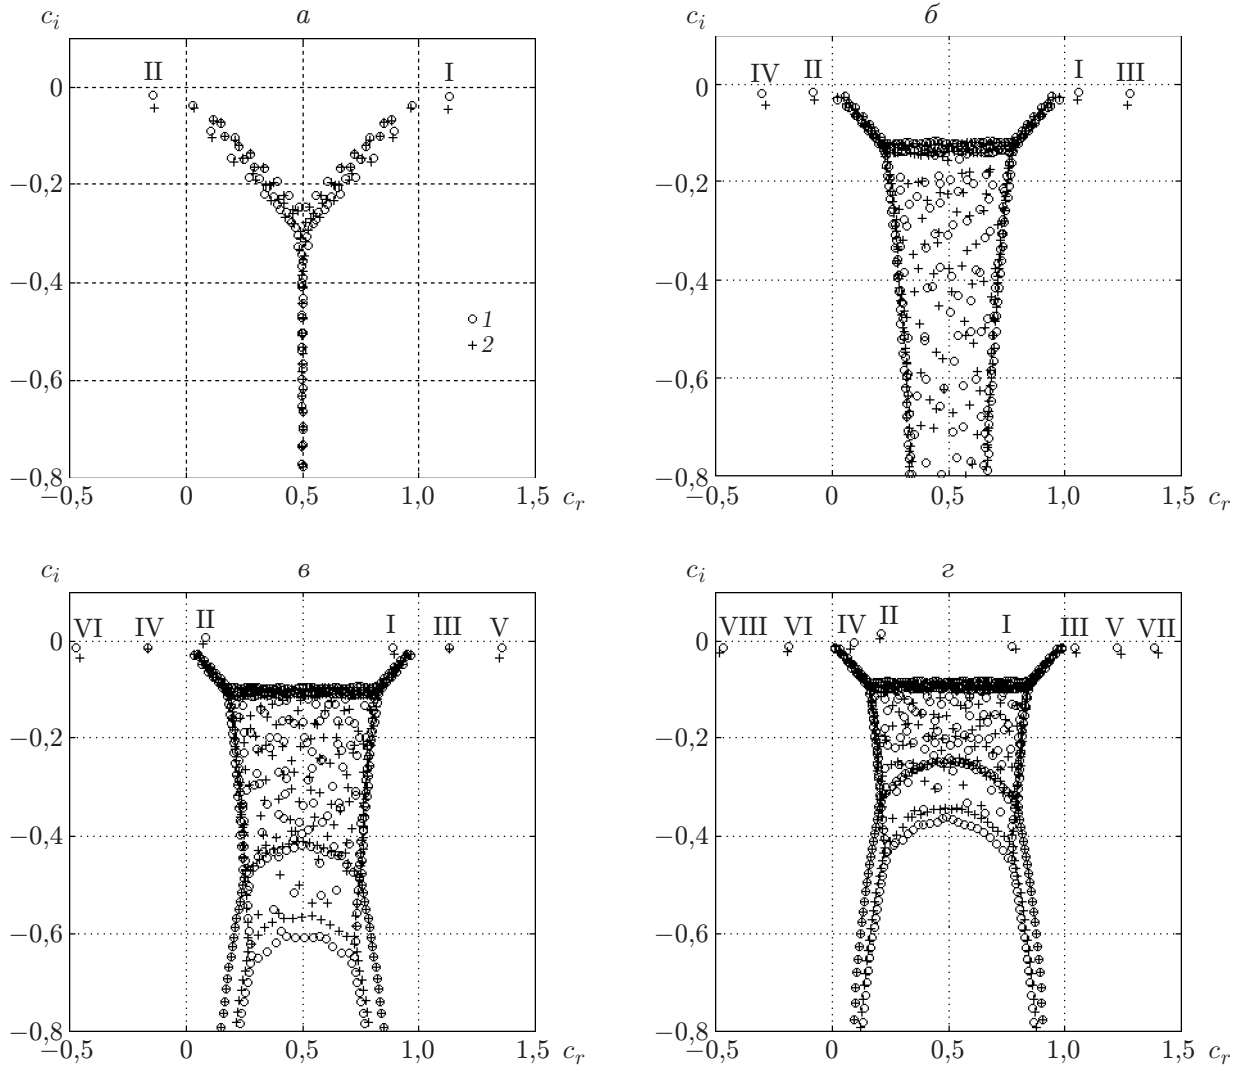 c_i а
II I
0
−0,2
−0,4
1
2
−0,6
−0,8
−0,5 0 0,5 1,0 1,5 c_r
c_i б
IV II I III
0
−0,2
−0,4
−0,6
−0,8
−0,5 0 0,5 1,0 1,5 c_r
c_i в
VI IV II I III V
0
−0,2
−0,4
−0,6
−0,8
−0,5 0 0,5 1,0 1,5 c_r
c_i г
VIII VI IV II I III V VII
0
−0,2
−0,4
−0,6
−0,8
−0,5 0 0,5 1,0 1,5 c_r